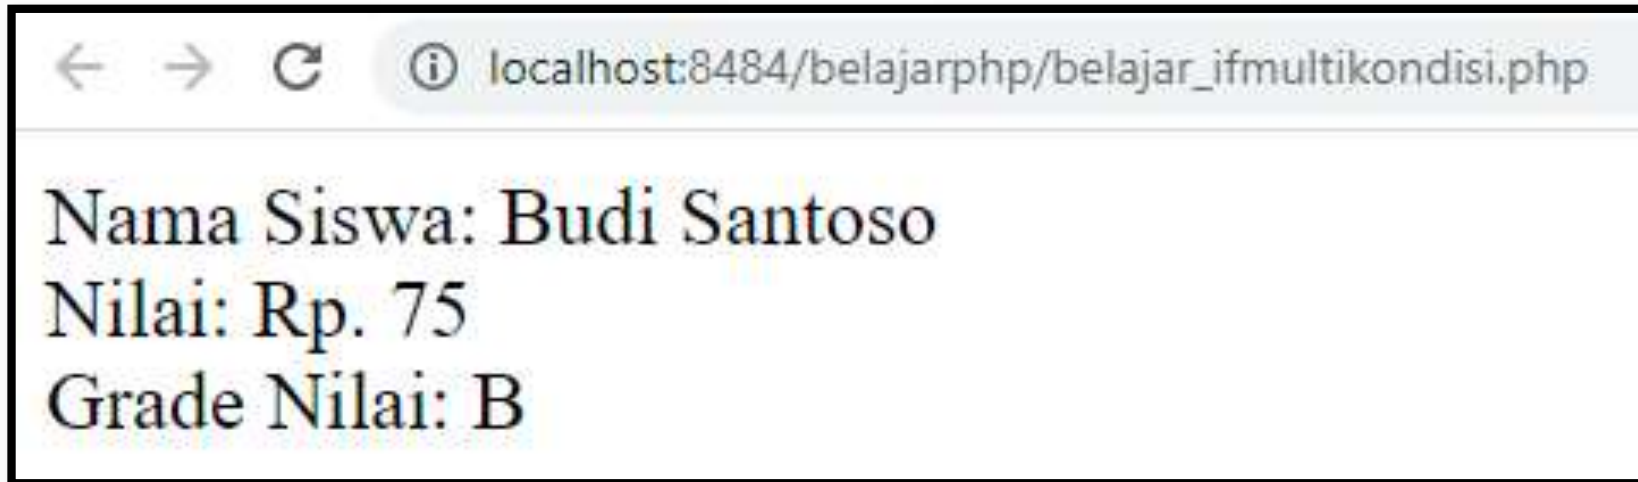 localhost:8484/belajarphp/belajar_ifmultikondisi.php
Nama Siswa: Budi Santoso
Nilai: Rp. 75
Grade Nilai: B